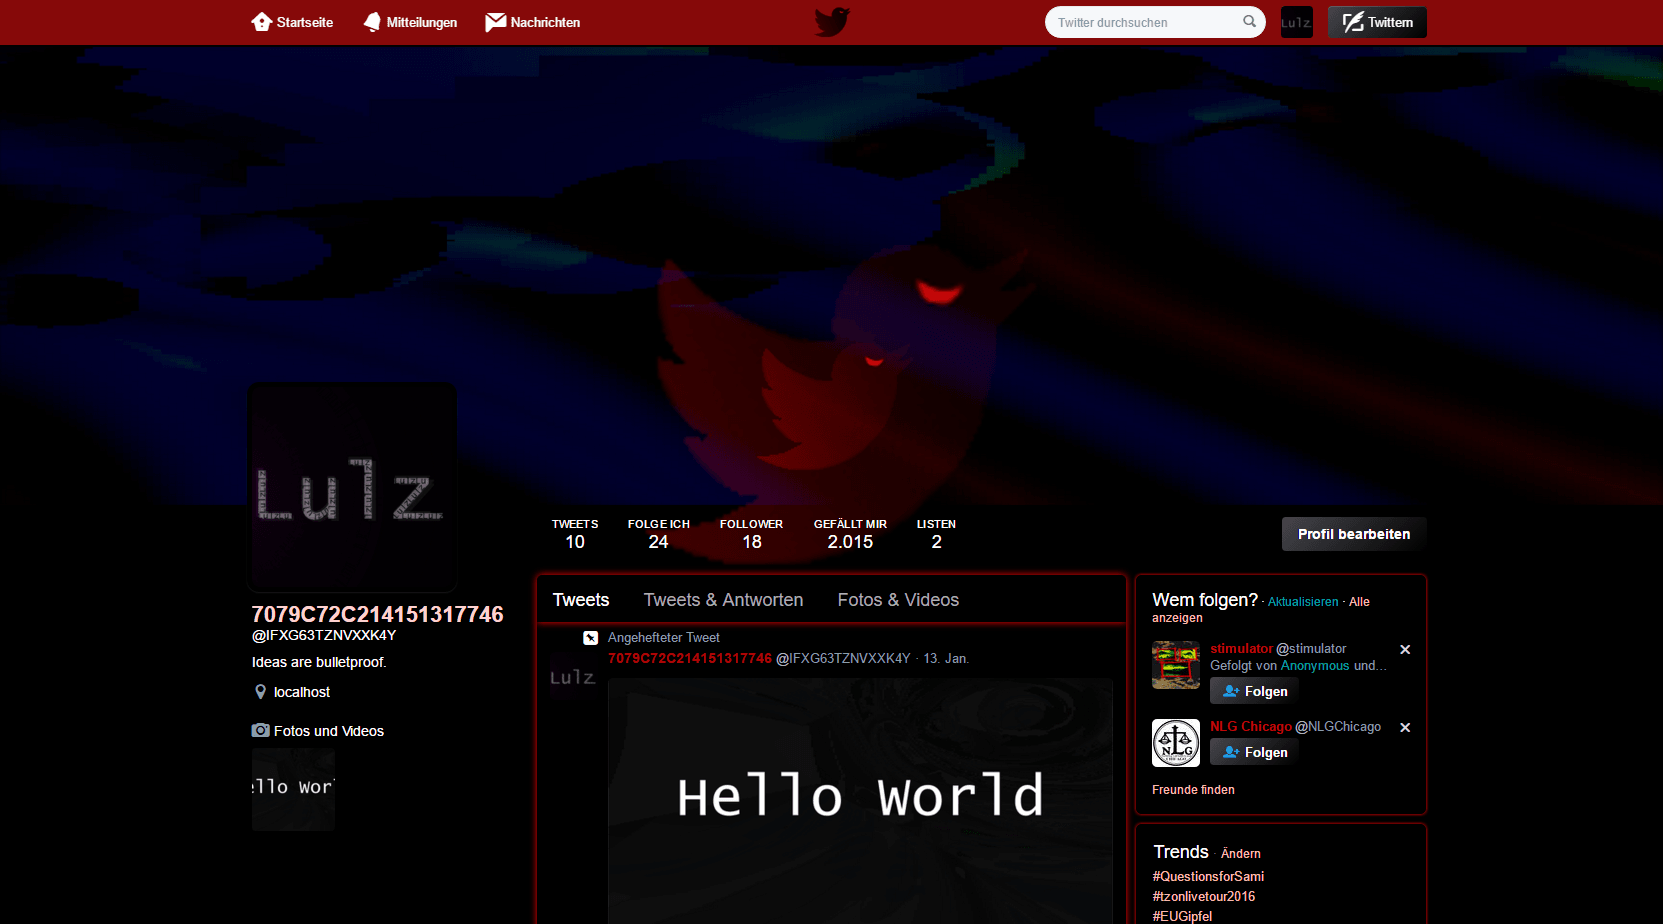 Startseite Mitteilungen Nachrichten Twitter durchsuchen Lulz Twittern
TWEETS FOLGE ICH FOLLOWER GEFÄLLT MIR LISTEN
10 24 18 2.015 2
Profil bearbeiten
Lulz
7079C72C214151317746
@IFXG63TZNVXXK4Y
Ideas are bulletproof.
localhost
Fotos und Videos
ello Wor
Tweets Tweets & Antworten Fotos & Videos
Angehefteter Tweet
7079C72C214151317746 @IFXG63TZNVXXK4Y · 13. Jan.
Lulz
Hello World
Wem folgen? · Aktualisieren · Alle
anzeigen
stimulator @stimulator
Gefolgt von Anonymous und...
Folgen
NLG Chicago @NLGChicago
NLG
Folgen
Freunde finden
Trends · Ändern
#QuestionsforSami
#tzonlivetour2016
#EUGipfel